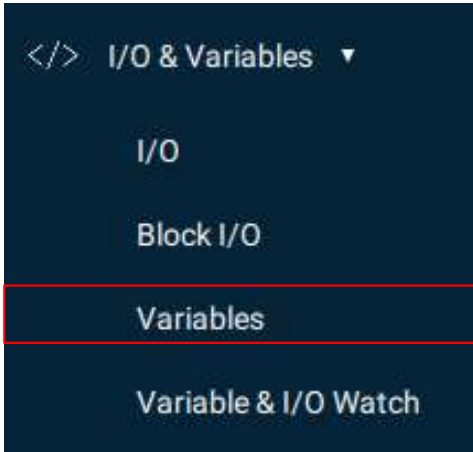 </> I/O & Variables ▼
I/O
Block I/O
Variables
Variable & I/O Watch